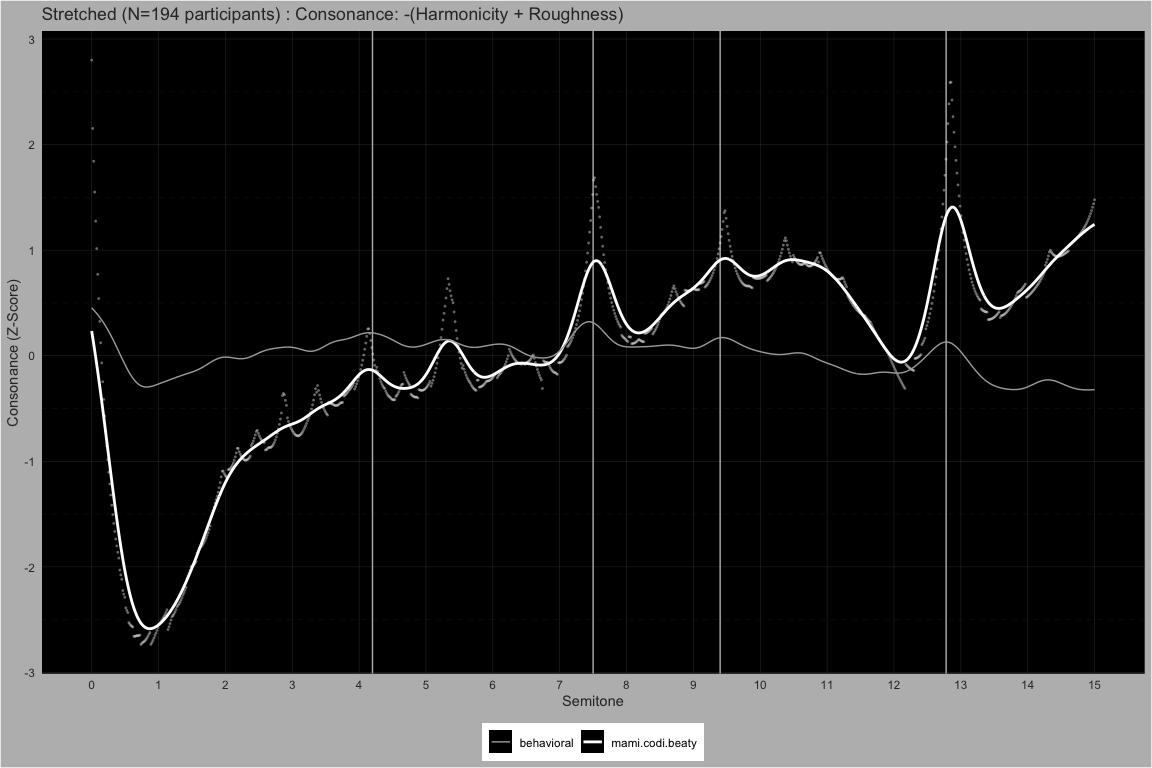 Stretched (N=194 participants) : Consonance: -(Harmonicity + Roughness)
3
2
1
0
-1
-2
-3
Consonance (Z-Score)
0 1 2 3 4 5 6 7 8 9 10 11 12 13 14 15
Semitone
behavioral mami.codi.beaty